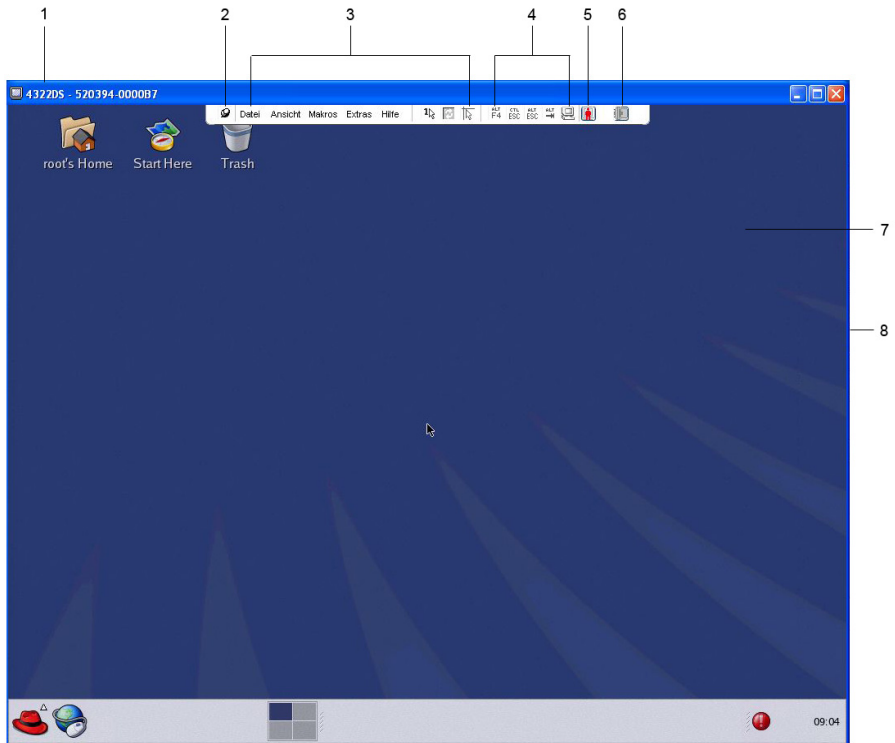 1 2 3 4 5 6
4322DS - 520394-0000B7
Datei Ansicht Makros Extras Hilfe 1 ALT F4 CTL ESC ALT ESC ALT
root's Home Start Here Trash
7
8
09:04